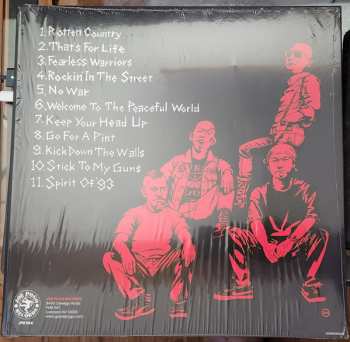 1. Rotten Country
2. Thats For Life
3. Fearless Warriors
4. Rockin In The Street
5. No War
6. Welcome To The Peaceful World
7. Keep Your Head Up
8. Go For A Pint
9. Kick Down The Walls
10. Stick To My Guns
11. Spirit Of '93